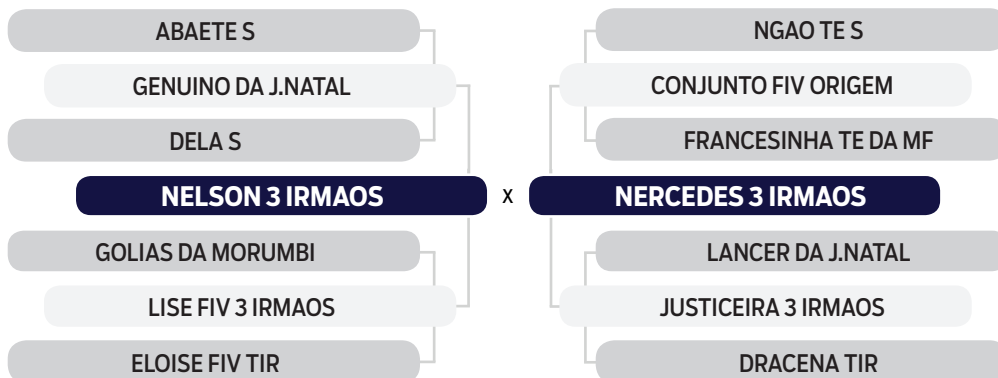 ABAETE S
NGAO TE S
GENUINO DA J.NATAL
CONJUNTO FIV ORIGEM
DELA S
FRANCESINHA TE DA MF
NELSON 3 IRMAOS
X
NERCEDES 3 IRMAOS
GOLIAS DA MORUMBI
LANCER DA J.NATAL
LISE FIV 3 IRMAOS
JUSTICEIRA 3 IRMAOS
ELOISE FIV TIR
DRACENA TIR